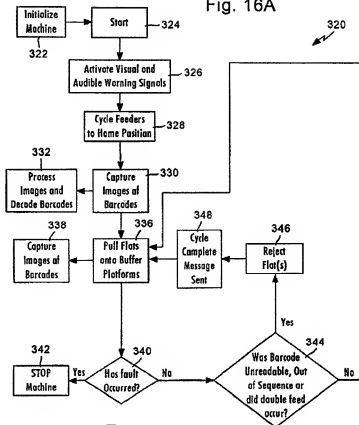 Fig. 16A
320
Initialize
Machine
322
Start
324
Activate Visual and
Audible Warning Signals
326
Cycle Feeders
to Home Position
328
332
Process
Images and
Decode Barcodes
330
Capture
Images af
Barcodes
338
Capture
Images af
Barcodes
336
Pull Flats
onto Buffer
Platforms
348
Cycle
Complete
Message
Sent
346
Reject
Flat(s)
Yes
342
STOP
Machine
Yes
340
Has fault
Occurred?
No
344
Was Barcode
Unreadable, Out
of Sequence or
did double feed
occur?
No